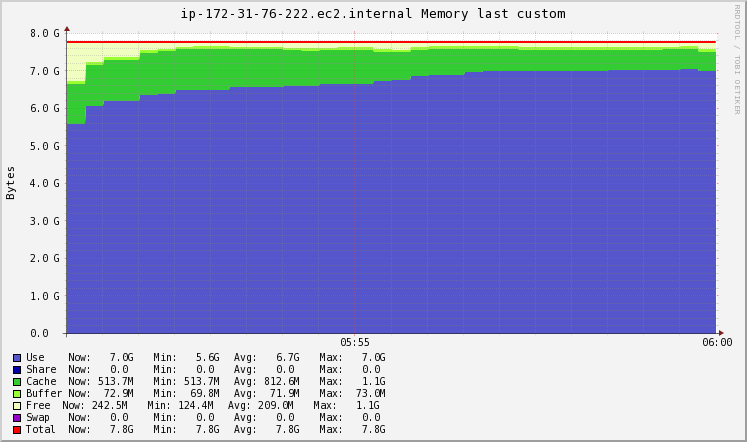 ip-172-31-76-222.ec2.internal Memory last custom
RRDTOOL / TOBI OETIKER
Bytes
8.0 G
7.0 G
6.0 G
5.0 G
4.0 G
3.0 G
2.0 G
1.0 G
0.0
05:55 06:00
Use Now: 7.0G Min: 5.6G Avg: 6.7G Max: 7.0G
Share Now: 0.0 Min: 0.0 Avg: 0.0 Max: 0.0
Cache Now: 513.7M Min: 513.7M Avg: 812.6M Max: 1.1G
Buffer Now: 72.9M Min: 69.8M Avg: 71.9M Max: 73.0M
Free Now: 242.5M Min: 124.4M Avg: 209.0M Max: 1.1G
Swap Now: 0.0 Min: 0.0 Avg: 0.0 Max: 0.0
Total Now: 7.8G Min: 7.8G Avg: 7.8G Max: 7.8G